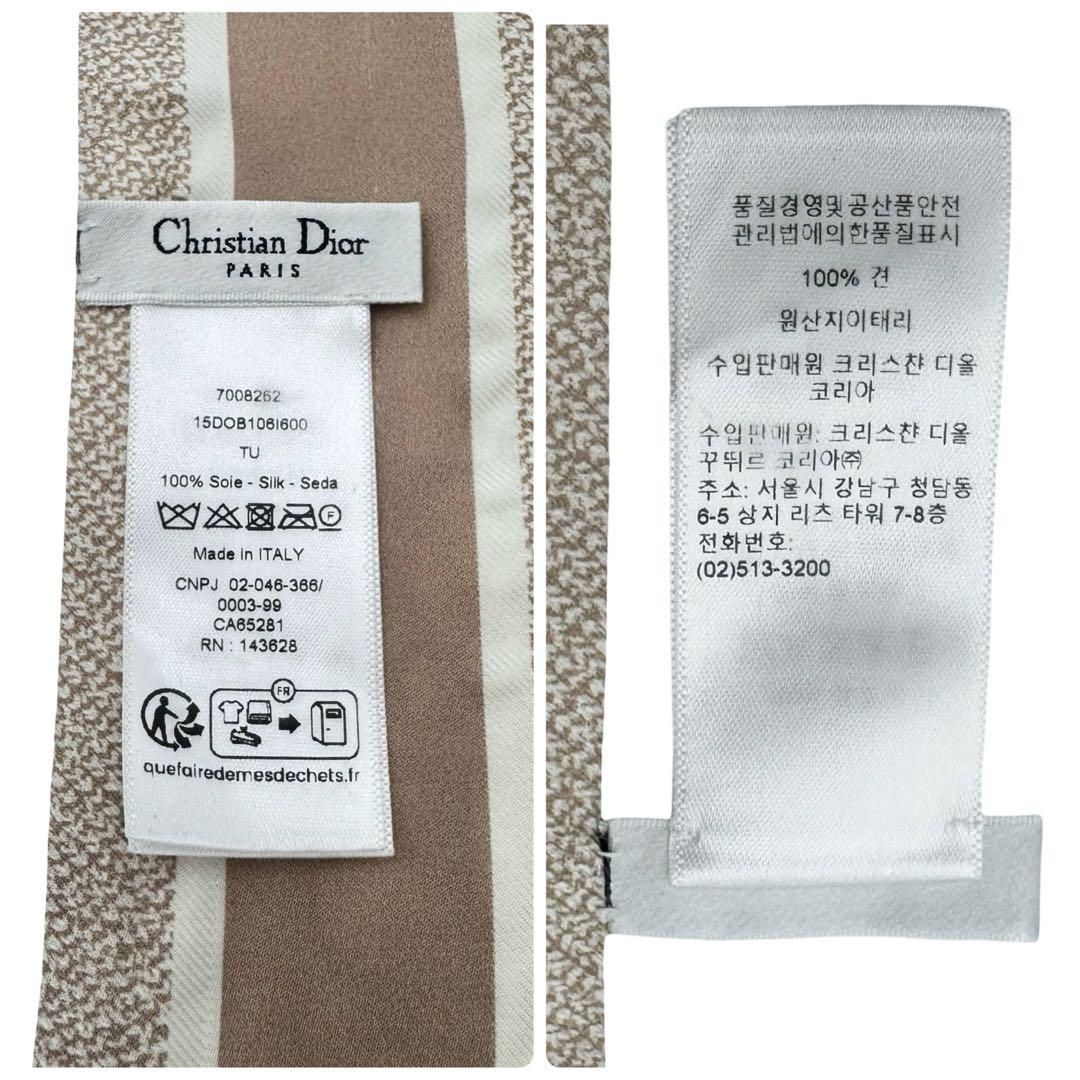 Christian Dior
PARIS
7008262
15DOB106I600
TU
100% Soie - Silk - Seda
F
Made in ITALY
CNPJ 02-046-366/
0003-99
CA65281
RN : 143628
FR
quefairedemesdechets.fr
품질경영및공산품안전
관리법에의한품질표시
100% 견
원산지이태리
수입판매원 크리스챤 디올
코리아
수입판매원: 크리스챤 디올
꾸뛰르 코리아㈜
주소: 서울시 강남구 청담동
6-5 상지 리츠 타워 7-8층
전화번호:
(02)513-3200